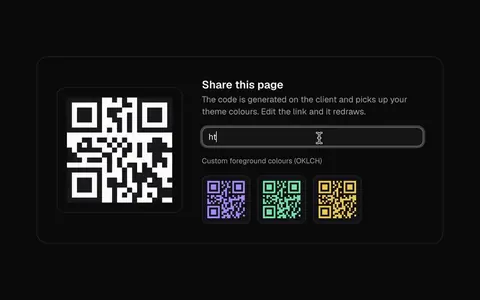 Share this page
The code is generated on the client and picks up your
theme colours. Edit the link and it redraws.
ht
Custom foreground colours (OKLCH)